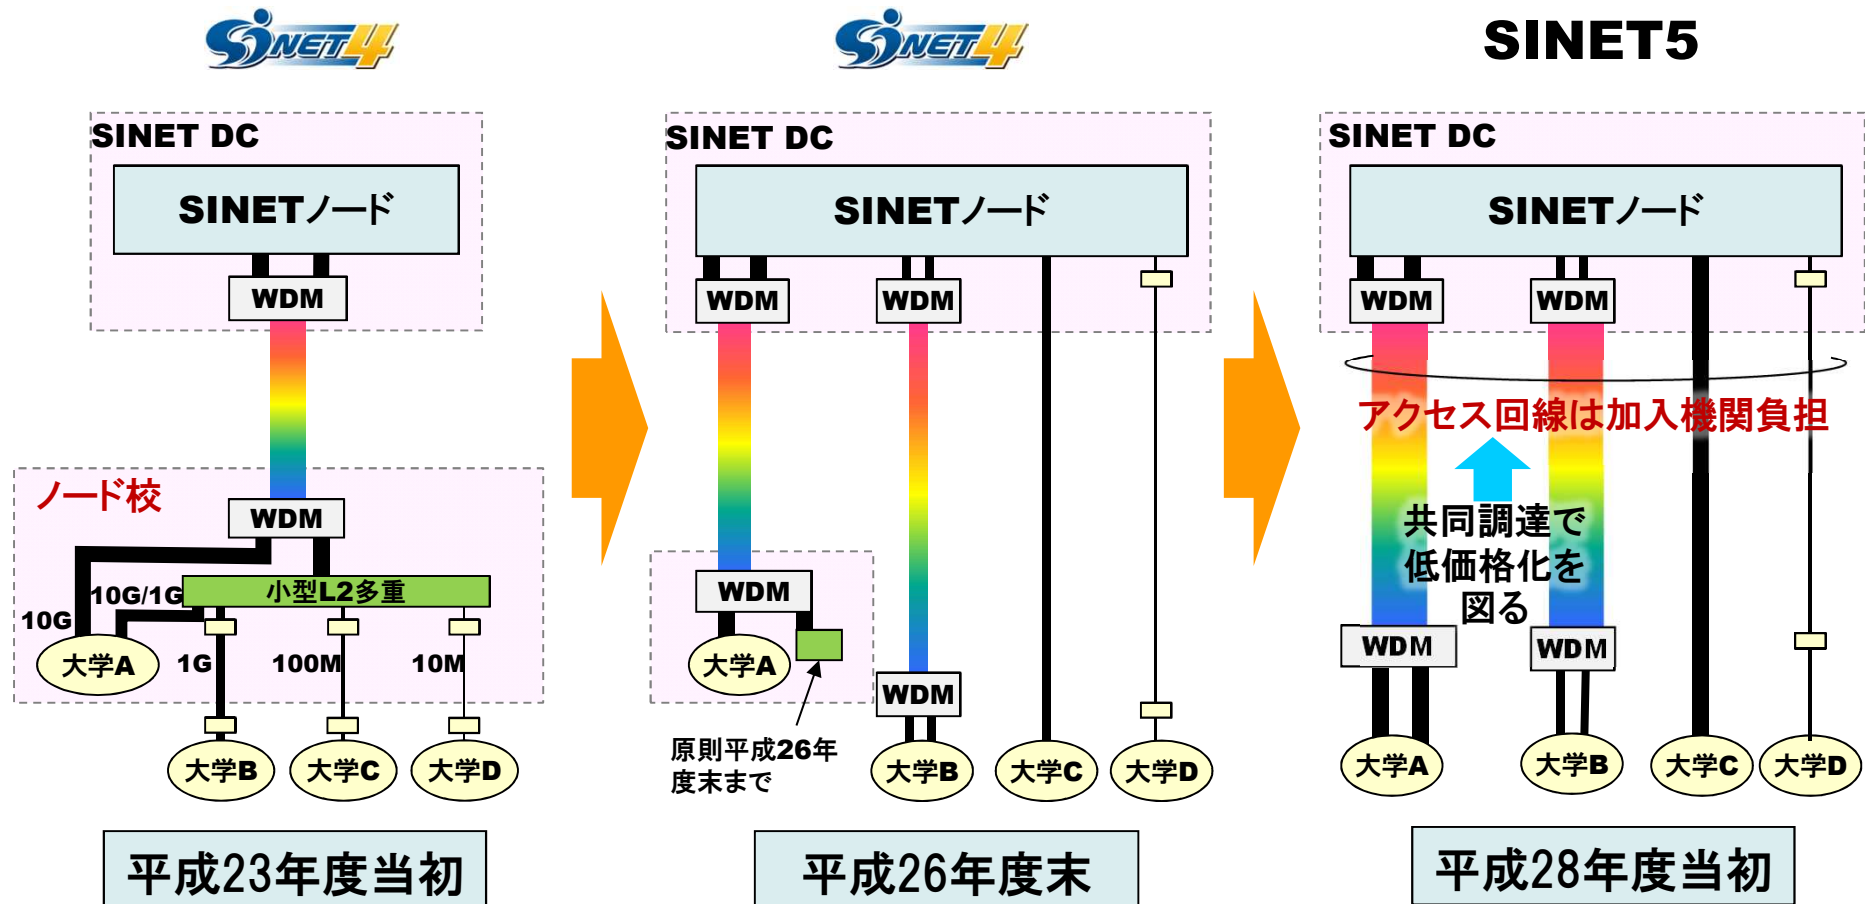 SINET4
SINET4
SINET5
SINET DC
SINETノード
WDM
ノード校
WDM
10G/1G
小型L2多重
10G
大学A
1G
100M
10M
大学B
大学C
大学D
平成23年度当初
SINET DC
SINETノード
WDM
WDM
WDM
大学A
WDM
原則平成26年
度末まで
大学B
大学C
大学D
平成26年度末
SINET DC
SINETノード
WDM
WDM
アクセス回線は加入機関負担
共同調達で
低価格化を
図る
WDM
WDM
大学A
大学B
大学C
大学D
平成28年度当初